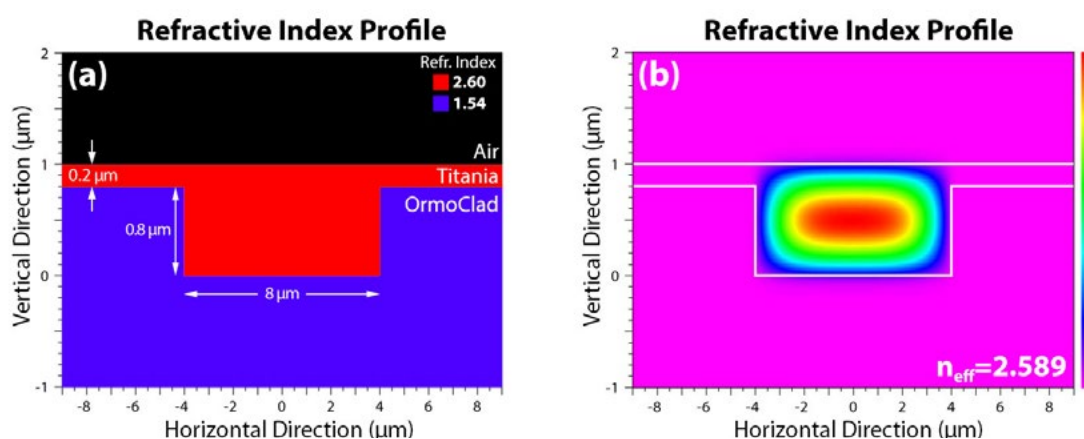 Refractive Index Profile
(a)
Refr. Index
2.60
1.54
Air
0.2 μm
Titania
OrmoClad
0.8 μm
8 μm
2
1
0
-1
-8 -6 -4 -2 0 2 4 6 8
Vertical Direction (μm)
Horizontal Direction (μm)
Refractive Index Profile
(b)
n_eff=2.589
2
1
0
-1
-8 -6 -4 -2 0 2 4 6 8
Vertical Direction (μm)
Horizontal Direction (μm)